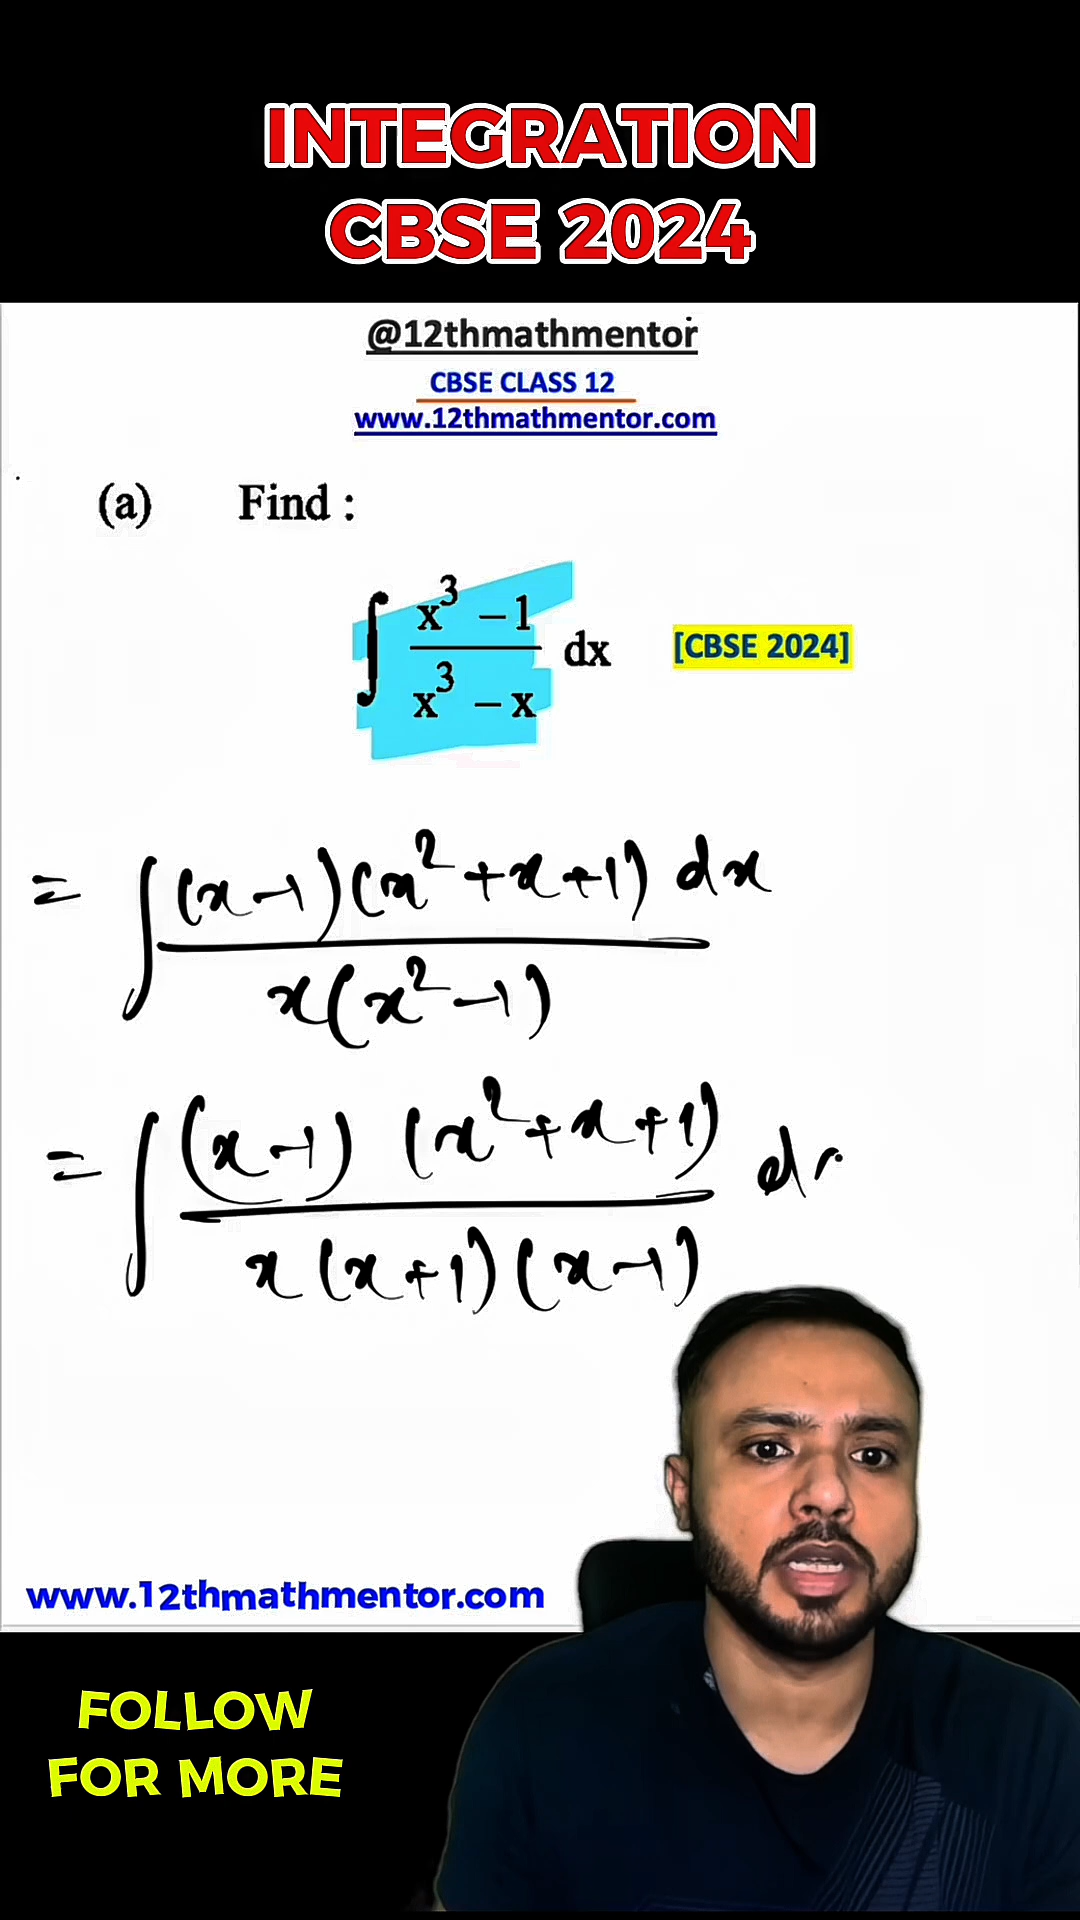 INTEGRATION
CBSE 2024
@12thmathmentor
CBSE CLASS 12
www.12thmathmentor.com
(a) Find :
∫ (x³ − 1)/(x³ − x) dx [CBSE 2024]
= ∫ (x-1)(x²+x+1) dx
x(x²-1)
= ∫ (x-1) (x²+x+1)
x(x+1)(x-1)
www.12thmathmentor.com
FOLLOW
FOR MORE